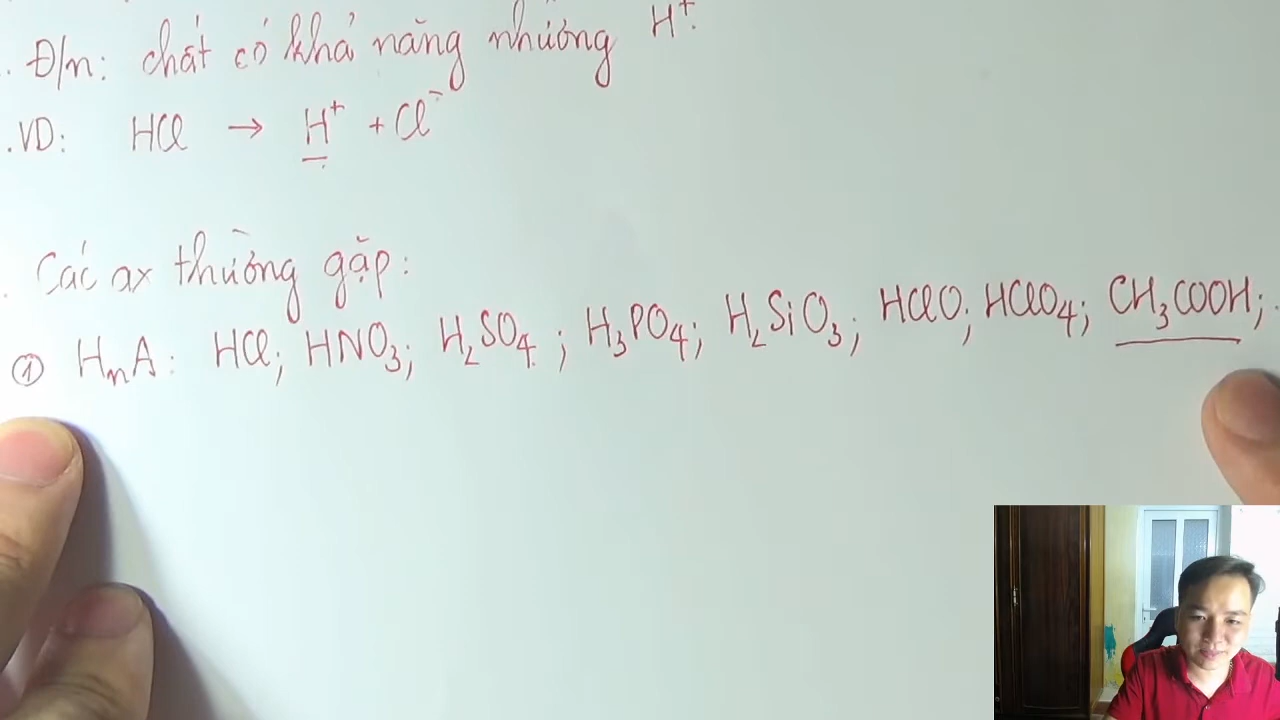 . Đ/n: chất có khả năng nhường H⁺.
. VD: HCl → H⁺ + Cl⁻
. Các ax thường gặp:
① HₙA: HCl; HNO₃; H₂SO₄; H₃PO₄; H₂SiO₃; HClO; HClO₄; CH₃COOH;